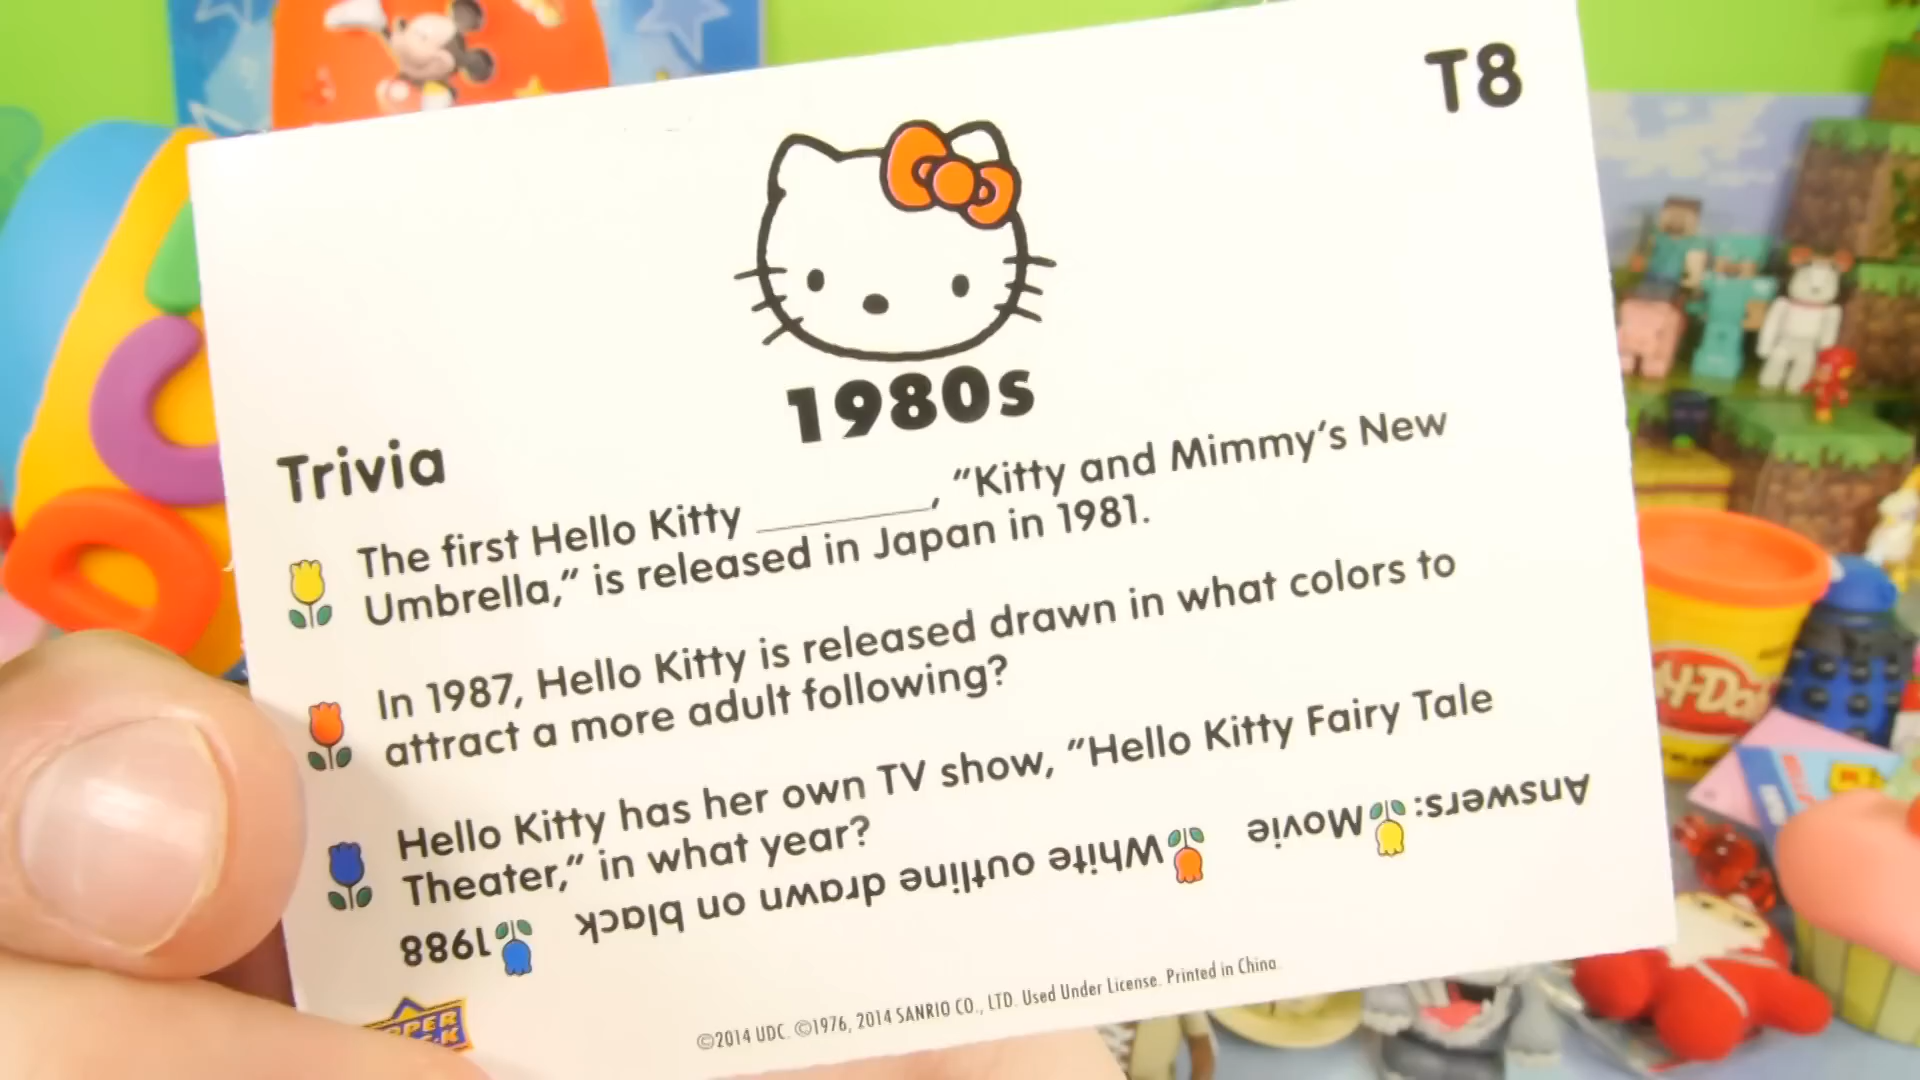 T8
1980s
Trivia
The first Hello Kitty ________, "Kitty and Mimmy's New
Umbrella," is released in Japan in 1981.
In 1987, Hello Kitty is released drawn in what colors to
attract a more adult following?
Hello Kitty has her own TV show, "Hello Kitty Fairy Tale
Theater," in what year?
Answers: Movie White outline drawn on black 1988
©2014 UDC. ©1976, 2014 SANRIO CO., LTD. Used Under License. Printed in China